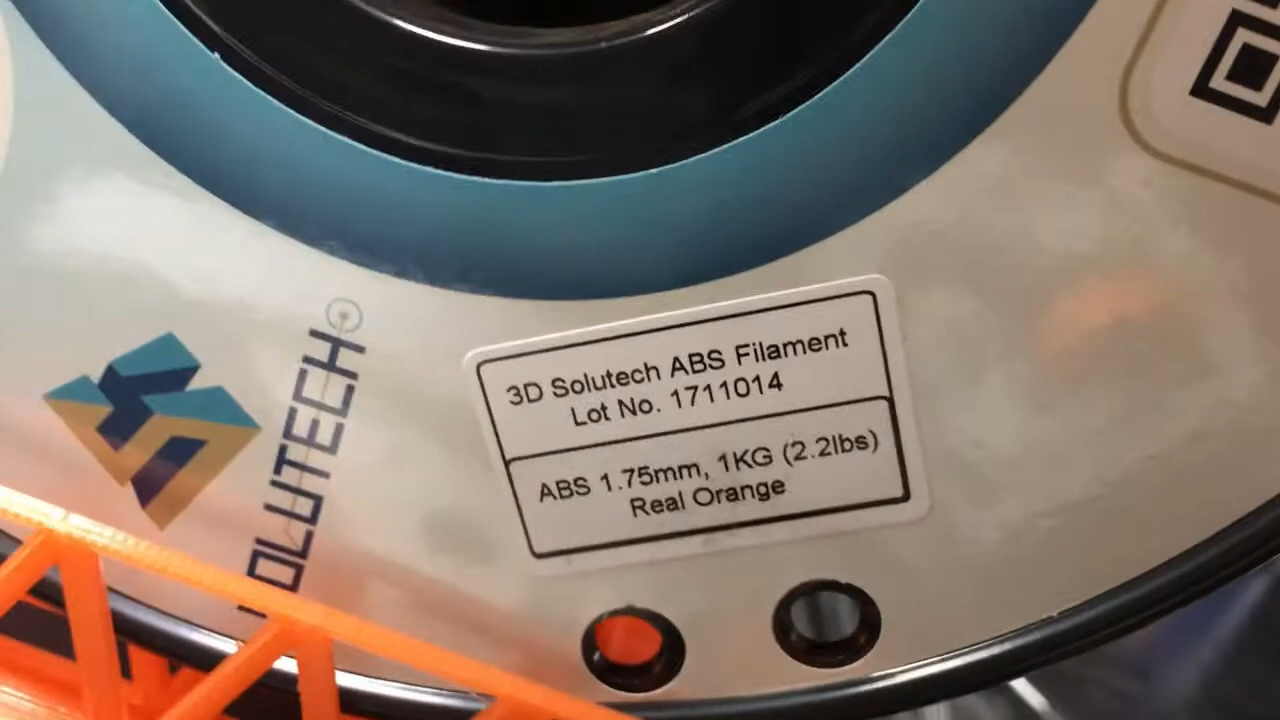 3D Solutech ABS Filament
Lot No. 1711014
ABS 1.75mm, 1KG (2.2lbs)
Real Orange
OLUTECH